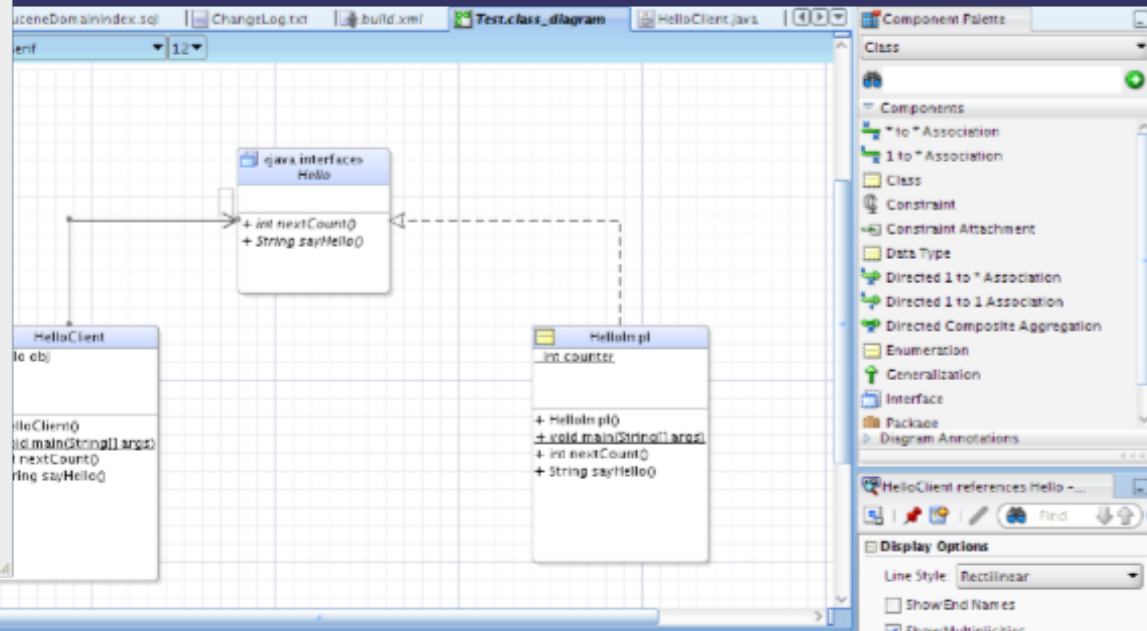 uceneDomainIndex.sql
ChangeLog.txt
build.xml
Test.class_diagram
HelloClient.java
erif
12
«java interface»
Hello
+ int nextCount()
+ String sayHello()
HelloClient
lo obj
elloClient()
oid main(String[] args)
t nextCount()
ring sayHello()
HelloImpl
int counter
+ HelloImpl()
+ void main(String[] args)
+ int nextCount()
+ String sayHello()
Component Palette
Class
Components
* to * Association
1 to * Association
Class
Constraint
Constraint Attachment
Data Type
Directed 1 to * Association
Directed 1 to 1 Association
Directed Composite Aggregation
Enumeration
Generalization
Interface
Package
Diagram Annotations
HelloClient references Hello -...
Find
Display Options
Line Style: Rectilinear
Show End Names
Show Multiplicities